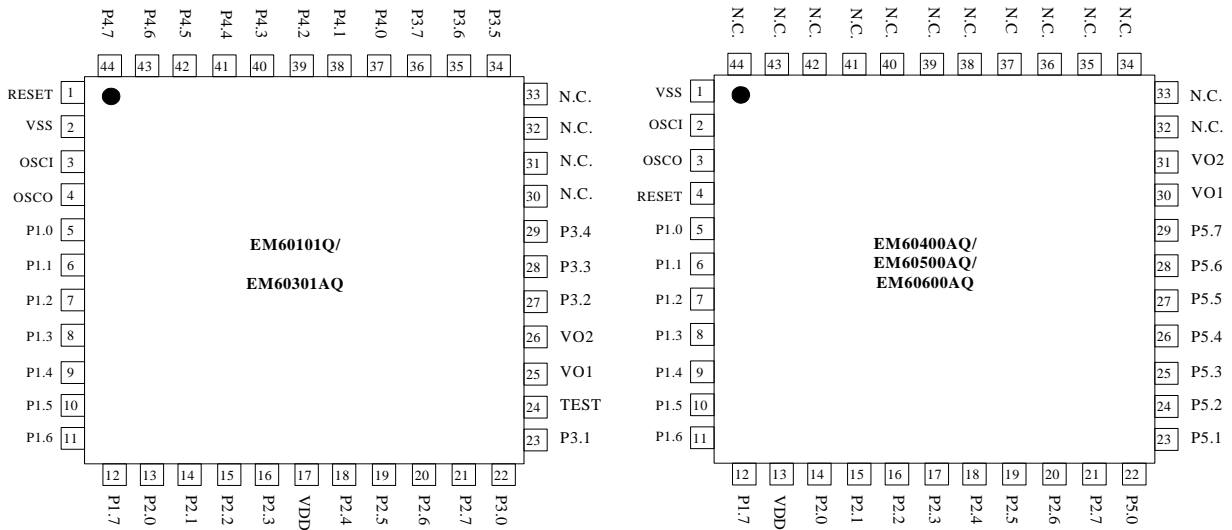 P4.7 P4.6 P4.5 P4.4 P4.3 P4.2 P4.1 P4.0 P3.7 P3.6 P3.5
44 43 42 41 40 39 38 37 36 35 34
RESET 1
VSS 2
OSCI 3
OSCO 4
P1.0 5
P1.1 6
P1.2 7
P1.3 8
P1.4 9
P1.5 10
P1.6 11
EM60101Q/
EM60301AQ
33 N.C.
32 N.C.
31 N.C.
30 N.C.
29 P3.4
28 P3.3
27 P3.2
26 VO2
25 VO1
24 TEST
23 P3.1
12 13 14 15 16 17 18 19 20 21 22
P1.7 P2.0 P2.1 P2.2 P2.3 VDD P2.4 P2.5 P2.6 P2.7 P3.0
N.C. N.C. N.C. N.C. N.C. N.C. N.C. N.C. N.C. N.C. N.C.
44 43 42 41 40 39 38 37 36 35 34
VSS 1
OSCI 2
OSCO 3
RESET 4
P1.0 5
P1.1 6
P1.2 7
P1.3 8
P1.4 9
P1.5 10
P1.6 11
EM60400AQ/
EM60500AQ/
EM60600AQ
33 N.C.
32 N.C.
31 VO2
30 VO1
29 P5.7
28 P5.6
27 P5.5
26 P5.4
25 P5.3
24 P5.2
23 P5.1
12 13 14 15 16 17 18 19 20 21 22
P1.7 VDD P2.0 P2.1 P2.2 P2.3 P2.4 P2.5 P2.6 P2.7 P5.0